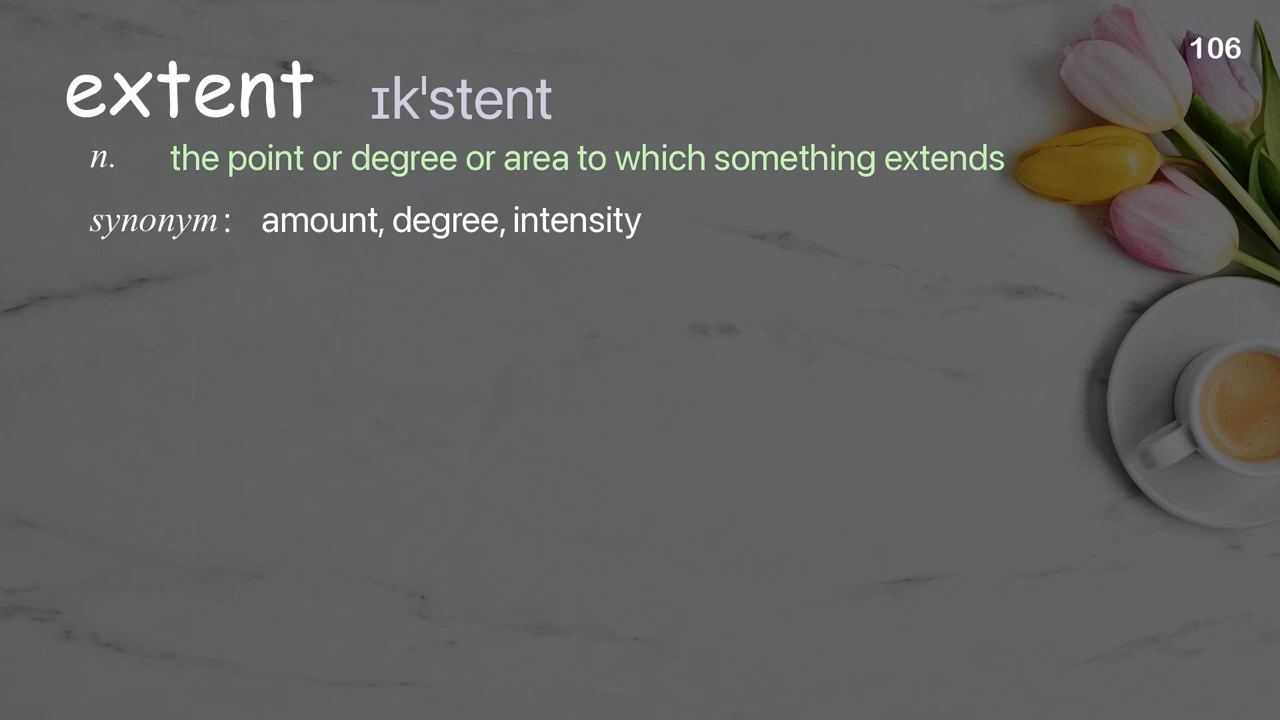 106
extent ɪk'stent
n. the point or degree or area to which something extends
synonym: amount, degree, intensity